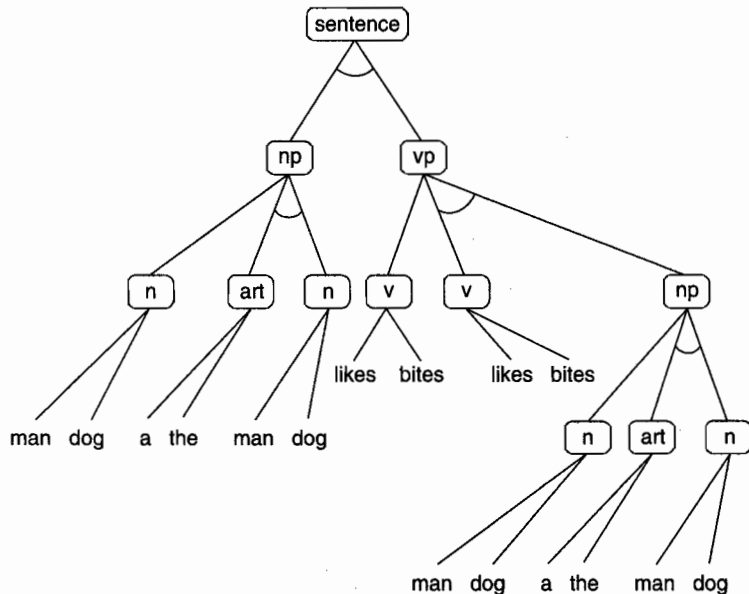 sentence
np vp
n art n v v np
likes bites likes bites
man dog a the man dog
n art n
man dog a the man dog